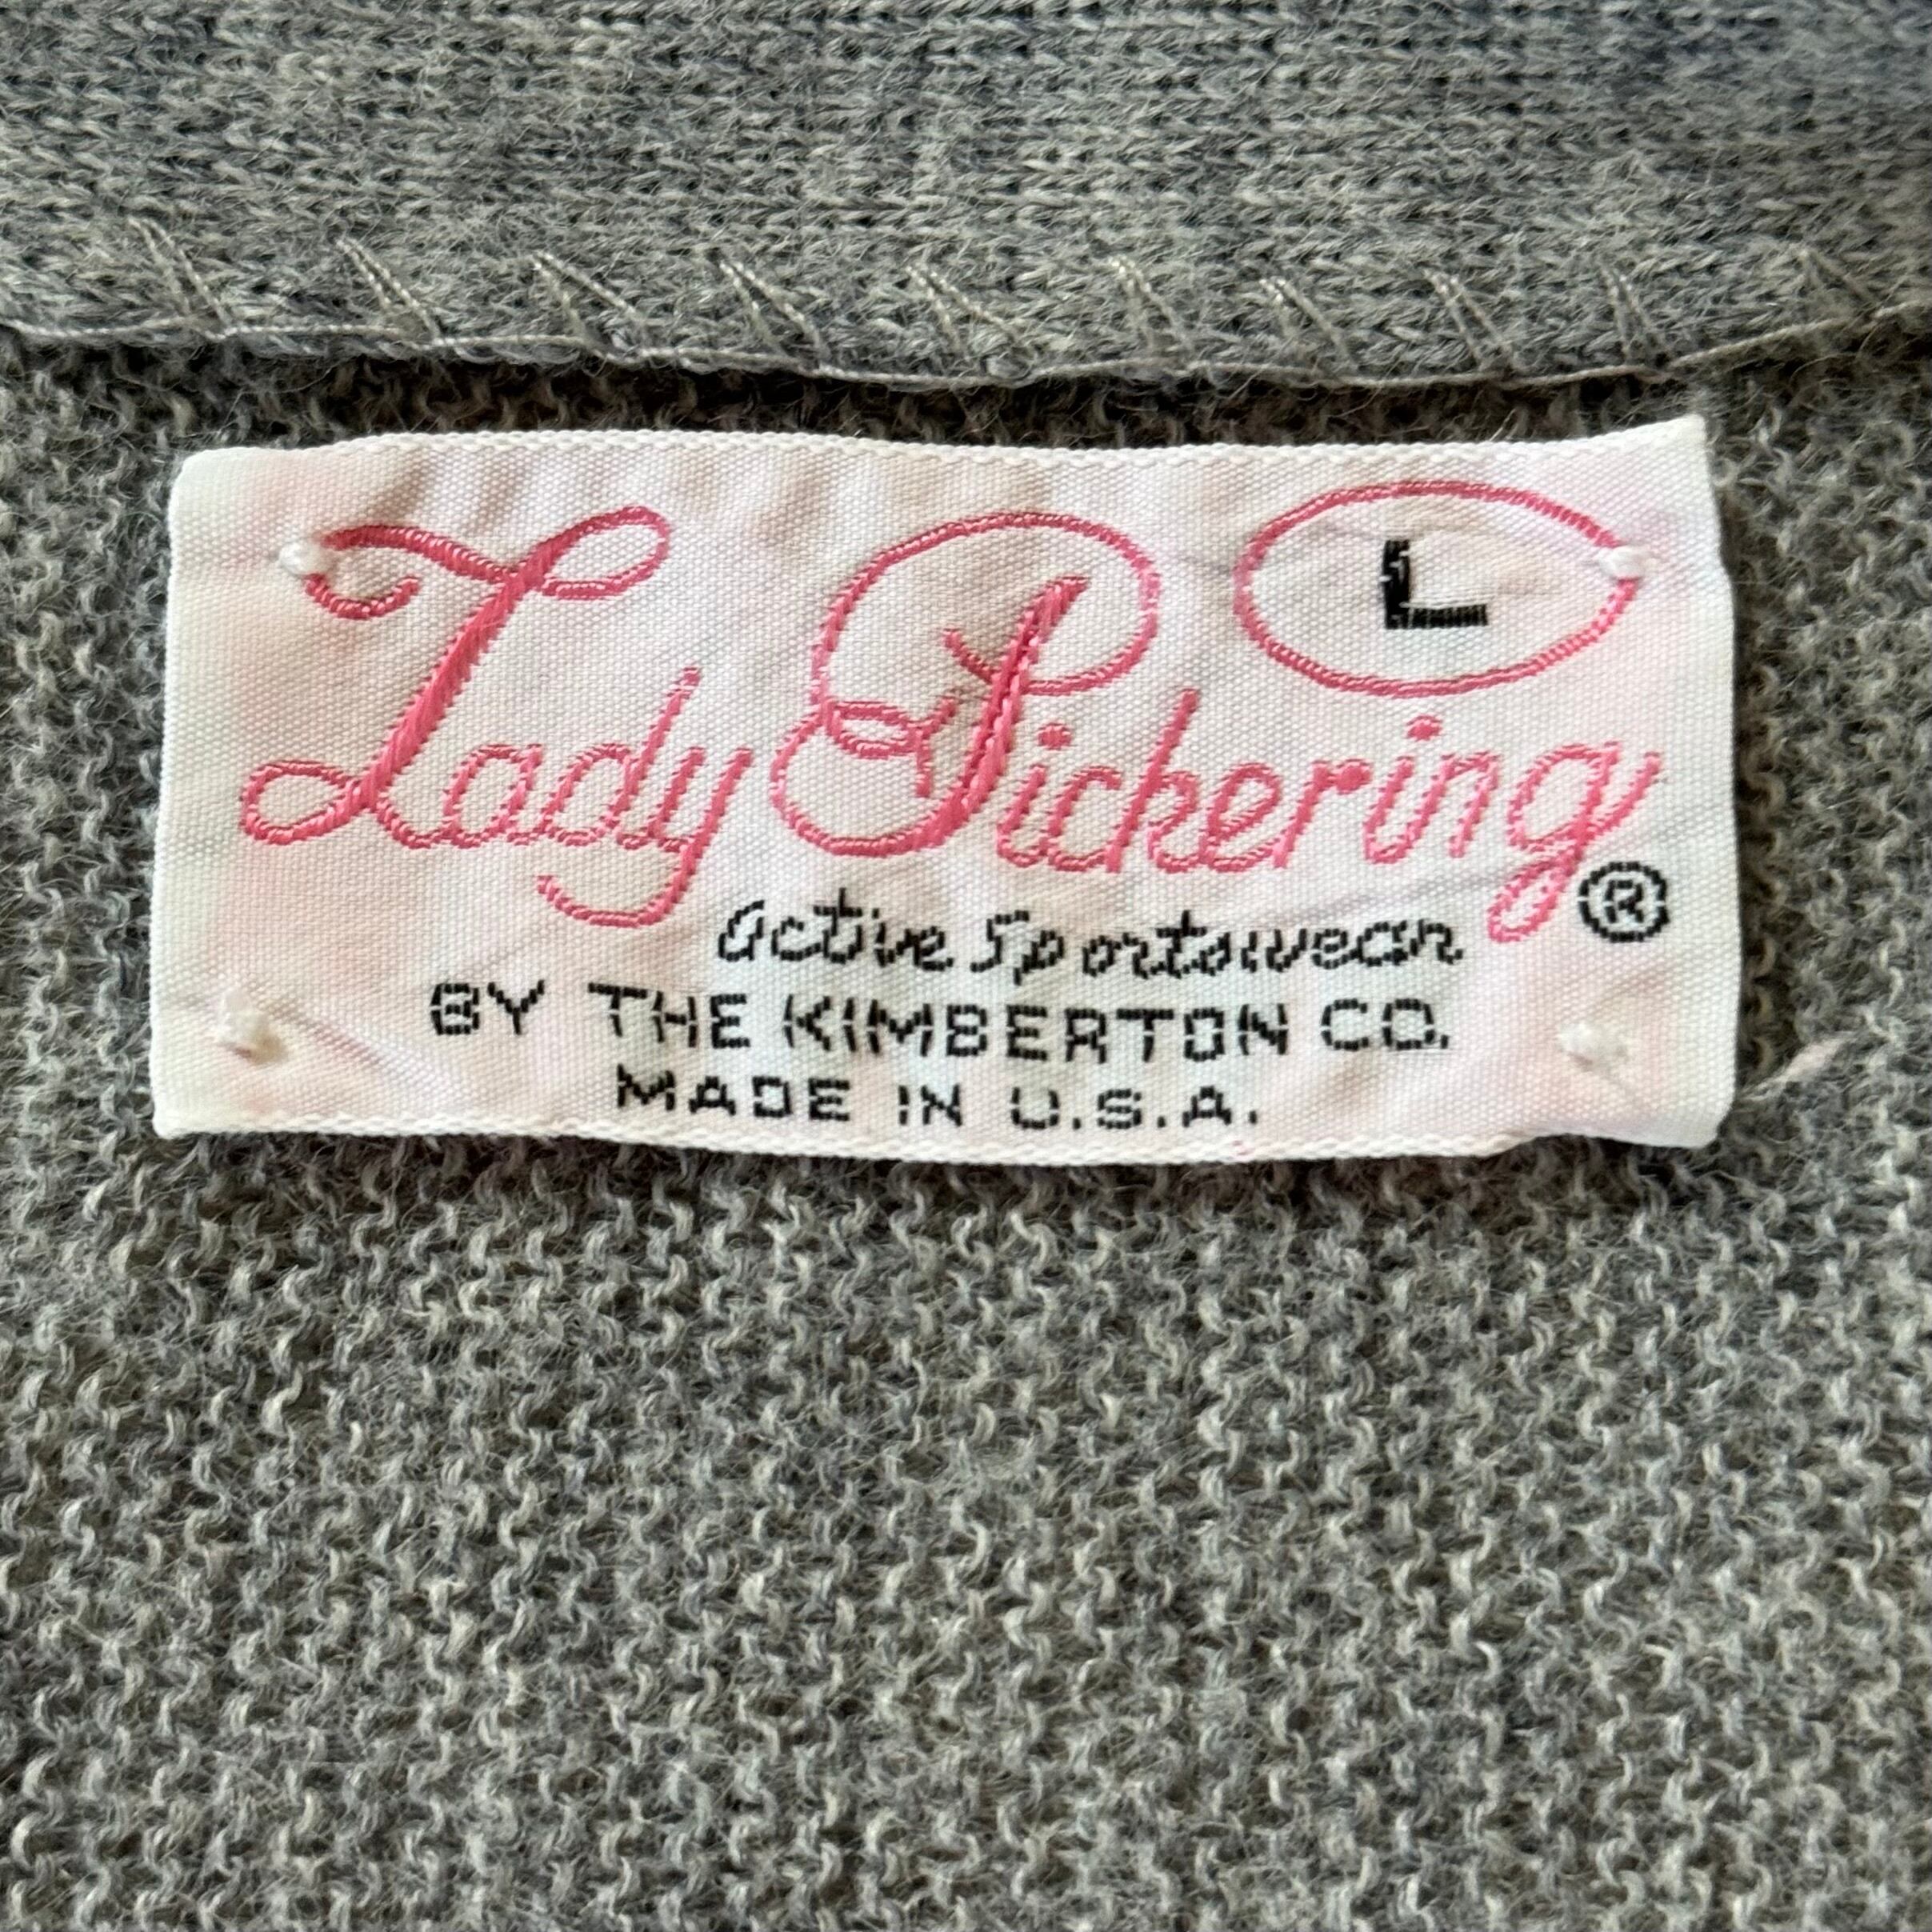 L
Lady Pickering ®
Active Sportswear
BY THE KIMBERTON CO.
MADE IN U.S.A.